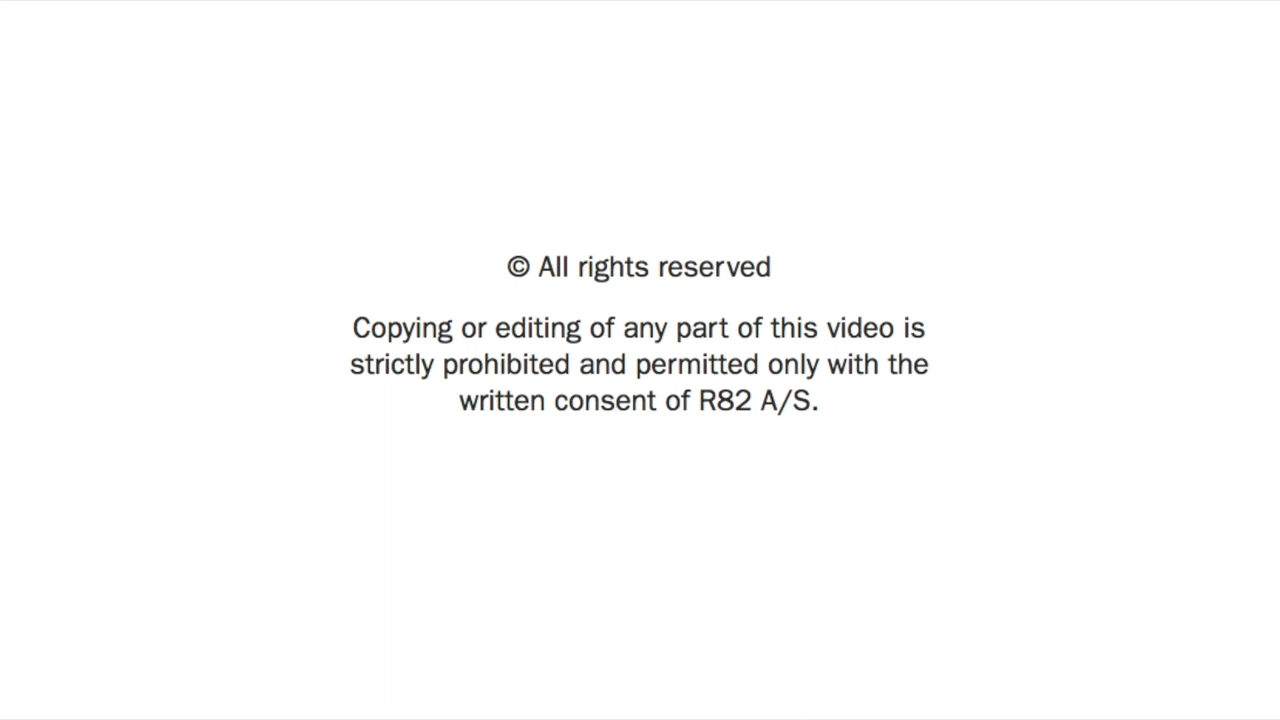 © All rights reserved
Copying or editing of any part of this video is
strictly prohibited and permitted only with the
written consent of R82 A/S.